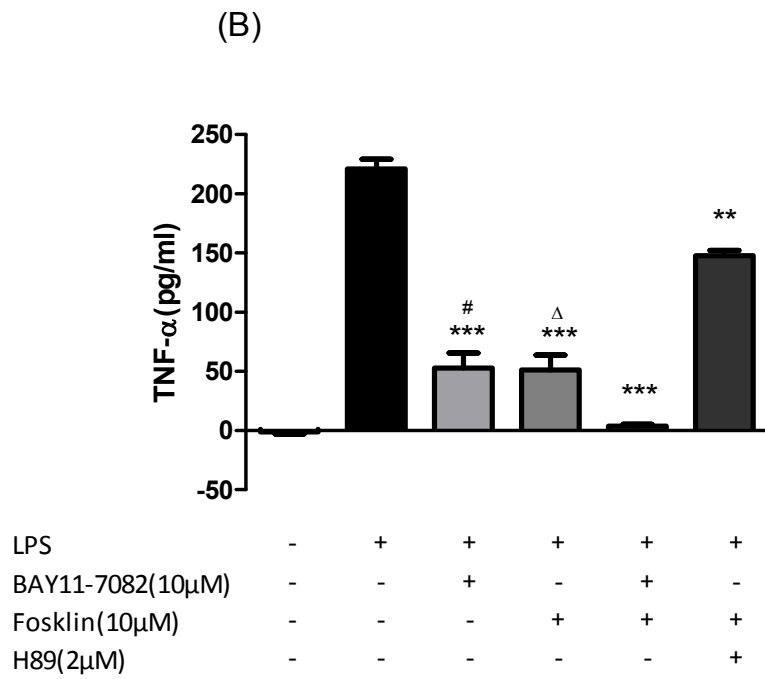 (B)
250
200
150
100
50
0
-50
TNF-α(pg/ml)
#
***
Δ
***
***
**
LPS - + + + + +
BAY11-7082(10µM) - - + - + -
Fosklin(10µM) - - - + + +
H89(2µM) - - - - - +